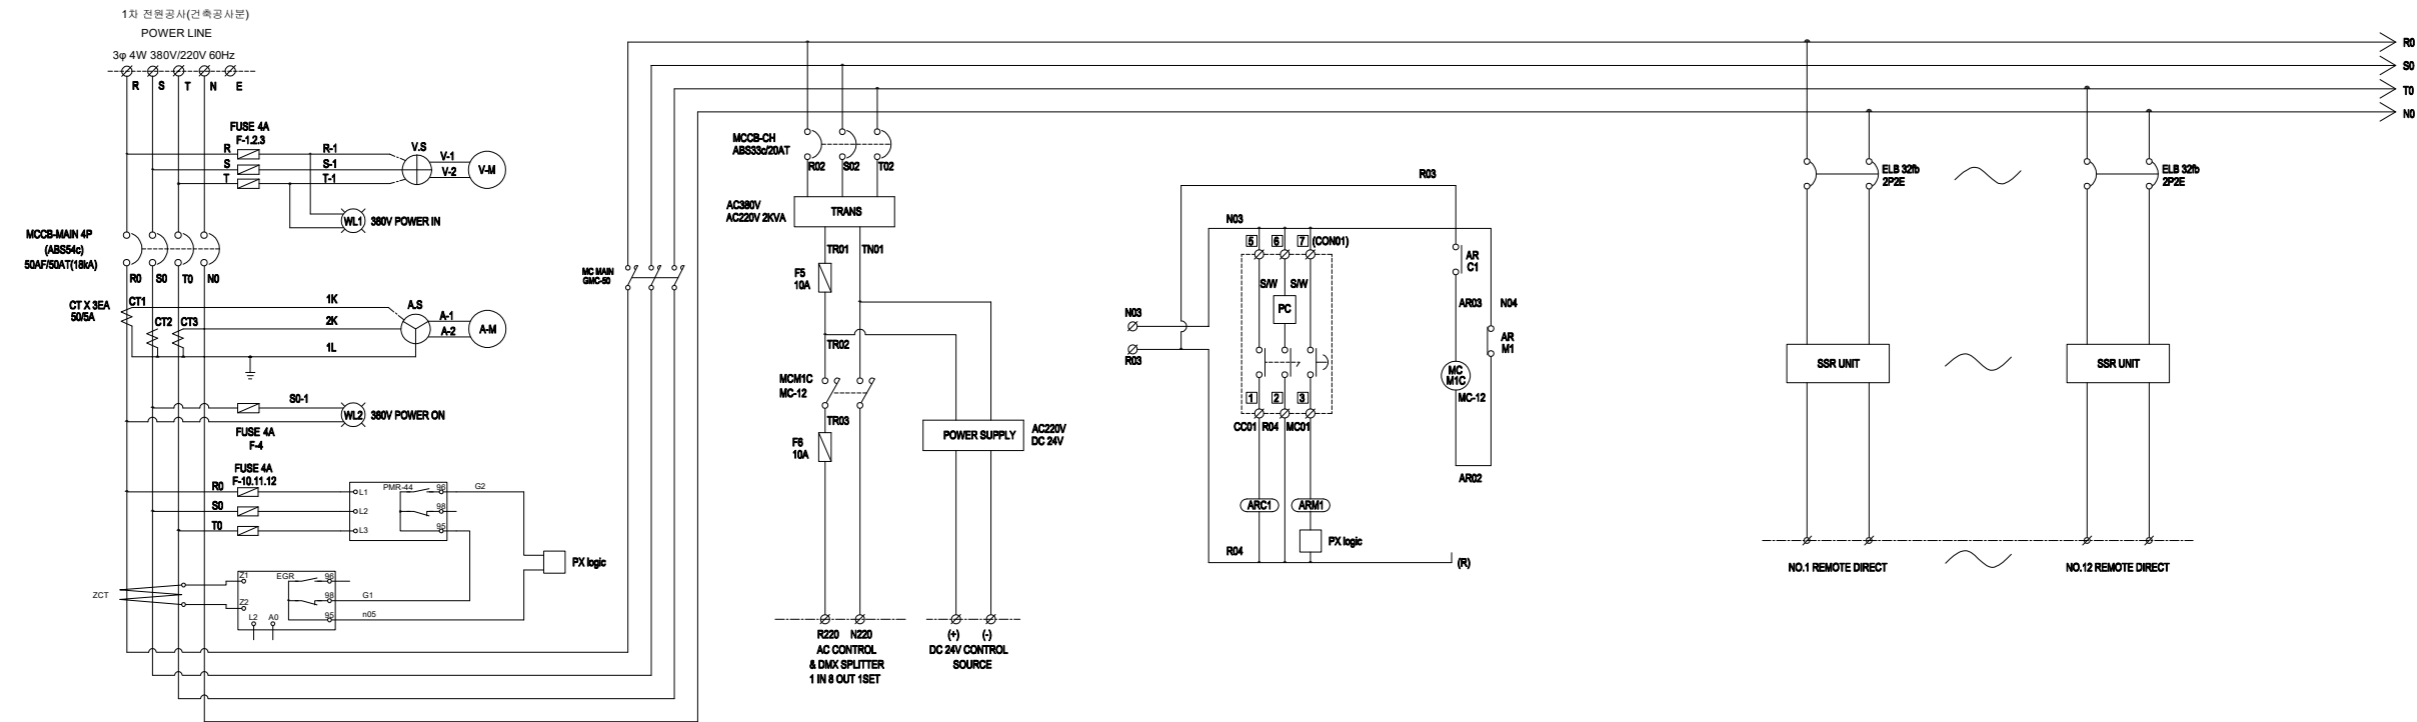 1차 전원공사(건축공사분)
POWER LINE
3φ 4W 380V/220V 60Hz
R
S
T
N
E
FUSE 4A
F-1.2.3
R
R-1
S
S-1
T
T-1
V.S
V-1
V-2
V-M
WL1
380V POWER IN
MCCB-MAIN 4P
(ABS54c)
50AF/50AT(18kA)
R0
S0
T0
N0
CT X 3EA
50/5A
CT1
CT2
CT3
1K
2K
1L
A.S
A-1
A-2
A-M
S0-1
WL2
380V POWER ON
FUSE 4A
F-4
FUSE 4A
F-10.11.12
R0
S0
T0
L1
L2
L3
PMR-44
96
98
95
G2
PX logic
ZCT
Z1
Z2
EGR
L2
A0
96
98
95
G1
n05
MC MAIN
GMC-50
MCCB-CH
ABS33c/20AT
R02
S02
T02
AC380V
AC220V 2KVA
TRANS
TR01
TN01
F5
10A
TR02
MCM1C
MC-12
TR03
F6
10A
POWER SUPPLY
AC220V
DC 24V
R220
N220
AC CONTROL
& DMX SPLITTER
1 IN 8 OUT 1SET
(+)
(-)
DC 24V CONTROL
SOURCE
N03
R03
R03
N03
5
6
7
(CON01)
S/W
S/W
PC
1
2
3
CC01
R04
MC01
ARC1
ARM1
PX logic
R04
(R)
AR
C1
AR03
N04
AR
M1
MC
M1C
MC-12
AR02
R0
S0
T0
N0
ELB 32fb
2P2E
ELB 32fb
2P2E
SSR UNIT
SSR UNIT
NO.1 REMOTE DIRECT
NO.12 REMOTE DIRECT